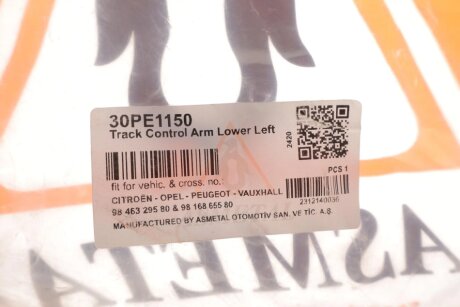 30PE1150
Track Control Arm Lower Left
2420
fit for vehic. & cross. no.:
PCS 1
CITROËN - OPEL - PEUGEOT - VAUXHALL
98 463 295 80 & 98 168 655 80
2312140036
MANUFACTURED BY ASMETAL OTOMOTİV SAN. VE TİC. A.Ş.
ASMETA
ASMETA